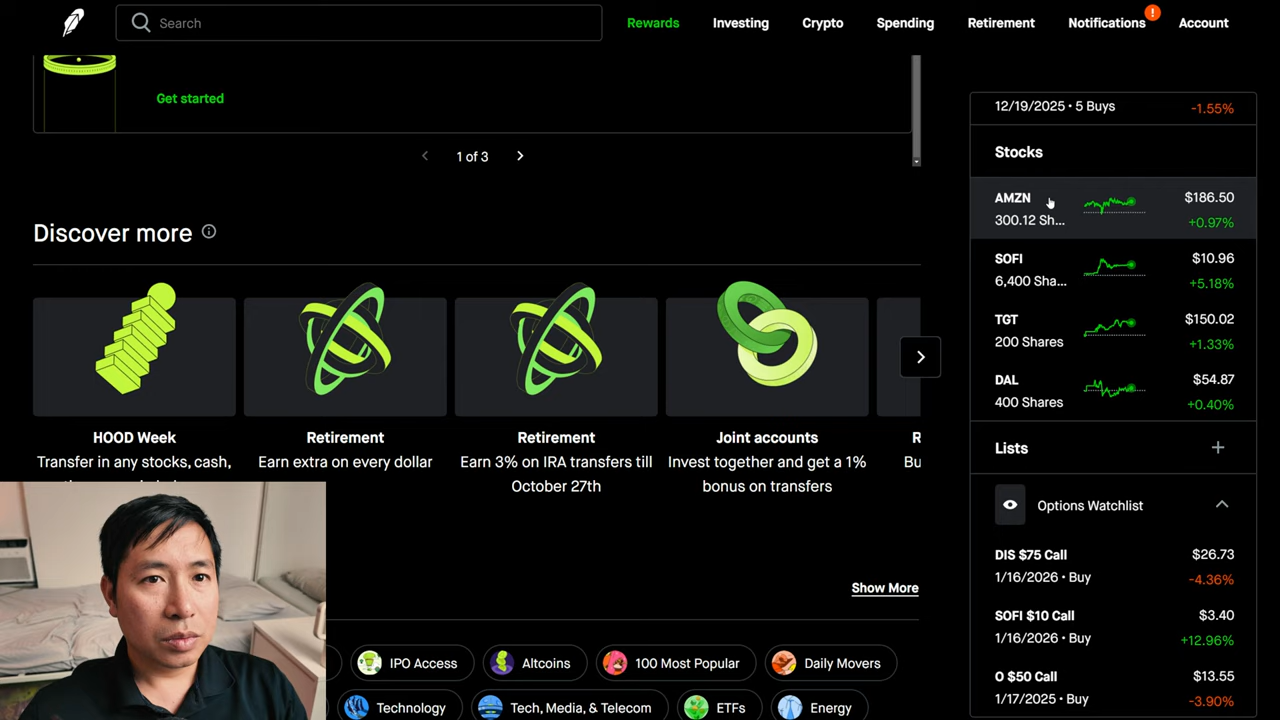 Search
Rewards
Investing
Crypto
Spending
Retirement
Notifications
!
Account
Get started
1 of 3
Discover more
HOOD Week
Transfer in any stocks, cash,
Retirement
Earn extra on every dollar
Retirement
Earn 3% on IRA transfers till
October 27th
Joint accounts
Invest together and get a 1%
bonus on transfers
R
Bu
Show More
IPO Access
Altcoins
100 Most Popular
Daily Movers
Technology
Tech, Media, & Telecom
ETFs
Energy
12/19/2025 • 5 Buys
-1.55%
Stocks
AMZN
$186.50
300.12 Sh...
+0.97%
SOFI
$10.96
6,400 Sha...
+5.18%
TGT
$150.02
200 Shares
+1.33%
DAL
$54.87
400 Shares
+0.40%
Lists
Options Watchlist
DIS $75 Call
$26.73
1/16/2026 • Buy
-4.36%
SOFI $10 Call
$3.40
1/16/2026 • Buy
+12.96%
O $50 Call
$13.55
1/17/2025 • Buy
-3.90%